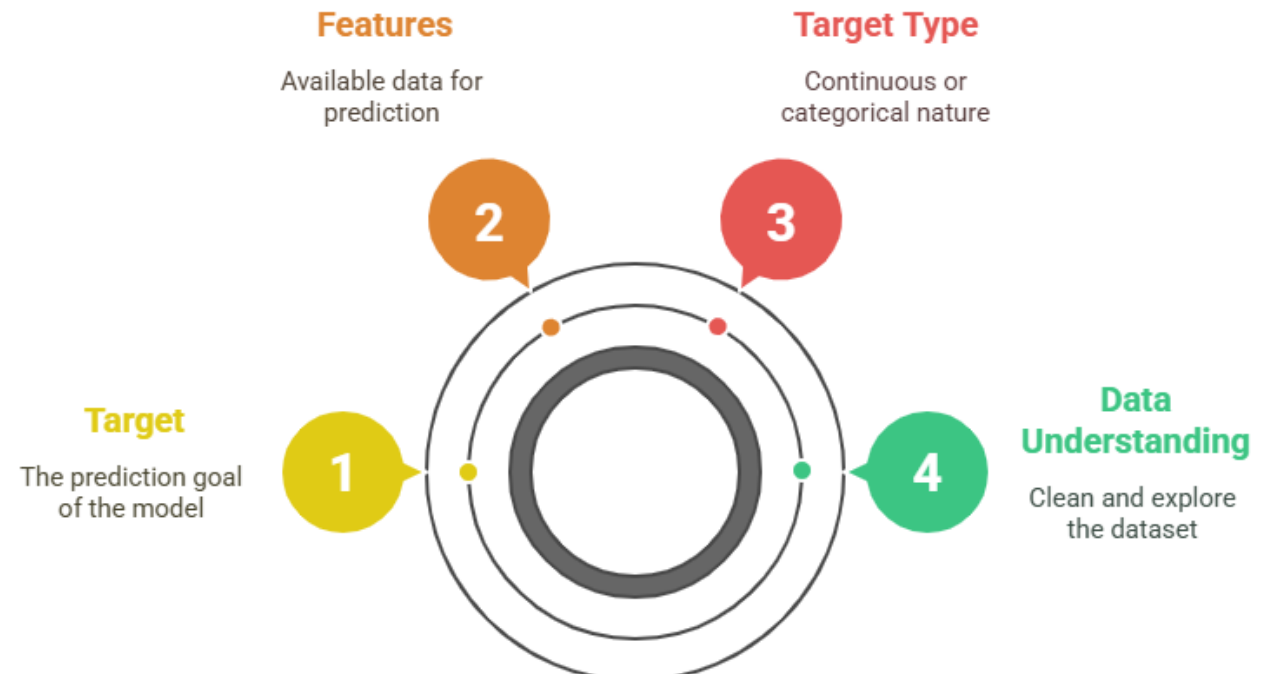 Target
The prediction goal
of the model
1
Features
Available data for
prediction
2
Target Type
Continuous or
categorical nature
3
Data
Understanding
Clean and explore
the dataset
4